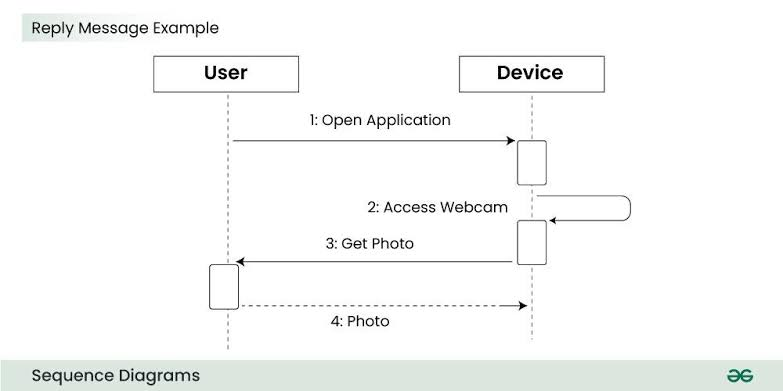 Reply Message Example
User
Device
1: Open Application
2: Access Webcam
3: Get Photo
4: Photo
Sequence Diagrams